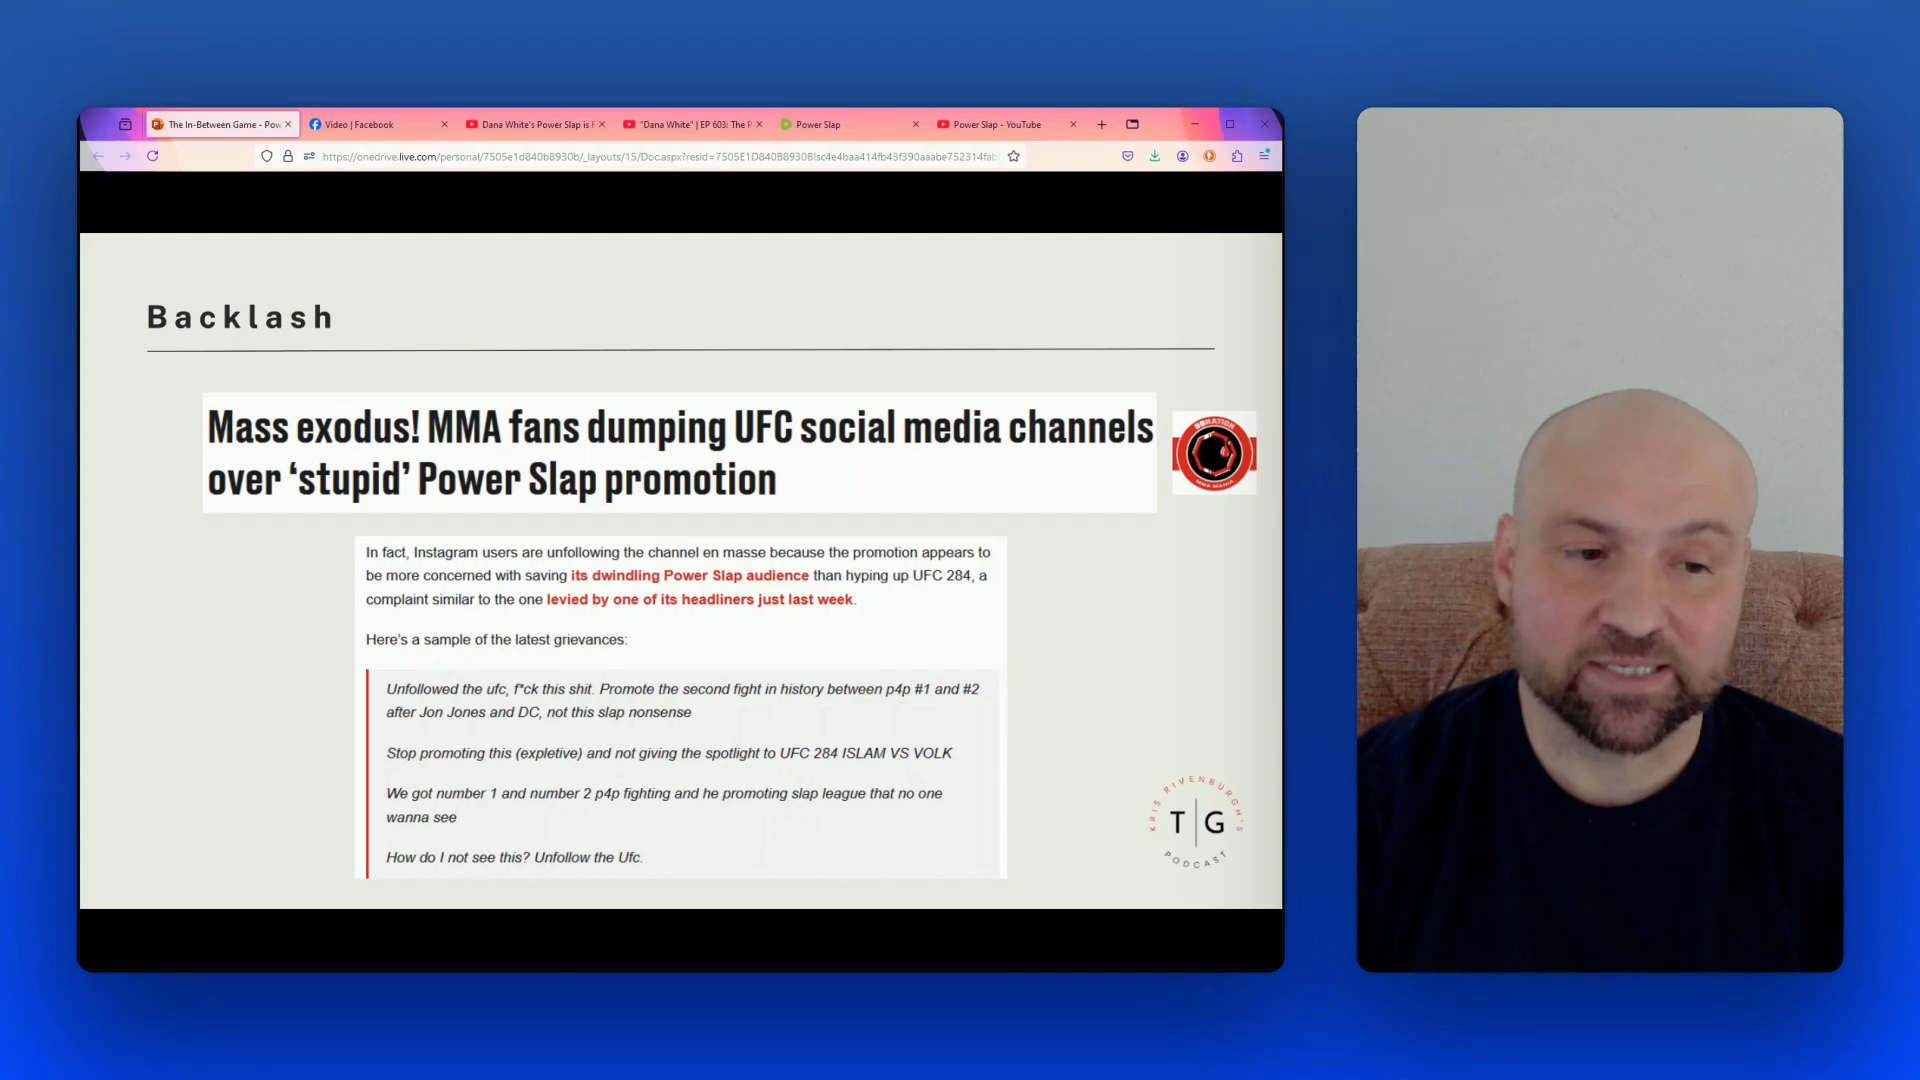 The In-Between Game - Pow
Video | Facebook
Dana White's Power Slap is F
"Dana White" | EP 603: The P
Power Slap
Power Slap - YouTube
https://onedrive.live.com/personal/7505e1d840b8930b/_layouts/15/Doc.aspx?resid=7505E1D840B8930B!sc4e4baa414fb43f390aaabe752314fab
Backlash
Mass exodus! MMA fans dumping UFC social media channels
over ‘stupid’ Power Slap promotion
SBNATION
MMA MANIA
In fact, Instagram users are unfollowing the channel en masse because the promotion appears to
be more concerned with saving its dwindling Power Slap audience than hyping up UFC 284, a
complaint similar to the one levied by one of its headliners just last week.
Here’s a sample of the latest grievances:
Unfollowed the ufc, f*ck this shit. Promote the second fight in history between p4p #1 and #2
after Jon Jones and DC, not this slap nonsense
Stop promoting this (expletive) and not giving the spotlight to UFC 284 ISLAM VS VOLK
We got number 1 and number 2 p4p fighting and he promoting slap league that no one
wanna see
How do I not see this? Unfollow the Ufc.
KRIS RIVENBURGH'S
T|G
PODCAST